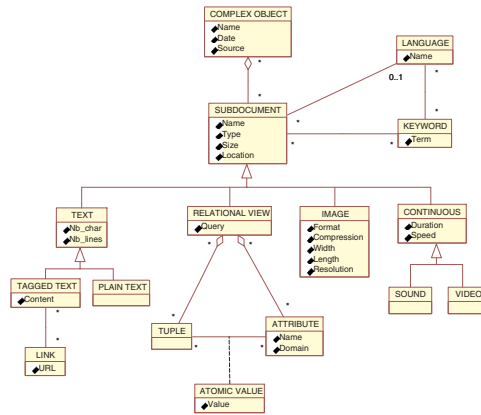 COMPLEX OBJECT
Name
Date
Source
*
*
LANGUAGE
Name
0..1
*
*
SUBDOCUMENT
Name
Type
Size
Location
*
*
*
*
KEYWORD
Term
TEXT
Nb_char
Nb_lines
RELATIONAL VIEW
Query
*
*
IMAGE
Format
Compression
Width
Length
Resolution
CONTINUOUS
Duration
Speed
TAGGED TEXT
Content
*
PLAIN TEXT
SOUND
VIDEO
*
*
TUPLE
*
*
ATTRIBUTE
Name
Domain
*
LINK
URL
ATOMIC VALUE
Value